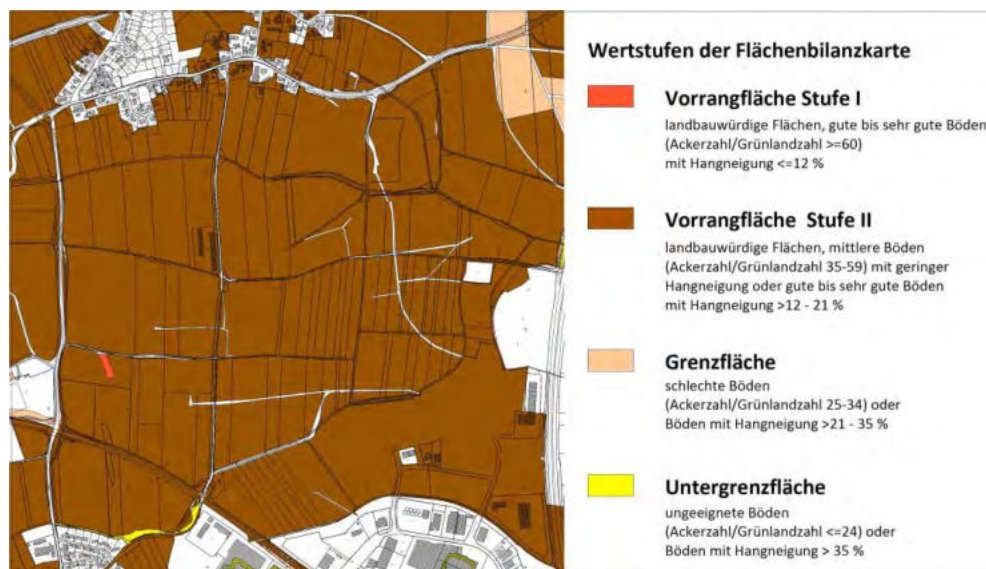 Wertstufen der Flächenbilanzkarte
Vorrangfläche Stufe I
landbauwürdige Flächen, gute bis sehr gute Böden
(Ackerzahl/Grünlandzahl >=60)
mit Hangneigung <=12 %
Vorrangfläche Stufe II
landbauwürdige Flächen, mittlere Böden
(Ackerzahl/Grünlandzahl 35-59) mit geringer
Hangneigung oder gute bis sehr gute Böden
mit Hangneigung >12 - 21 %
Grenzfläche
schlechte Böden
(Ackerzahl/Grünlandzahl 25-34) oder
Böden mit Hangneigung >21 - 35 %
Untergrenzfläche
ungeeignete Böden
(Ackerzahl/Grünlandzahl <=24) oder
Böden mit Hangneigung > 35 %